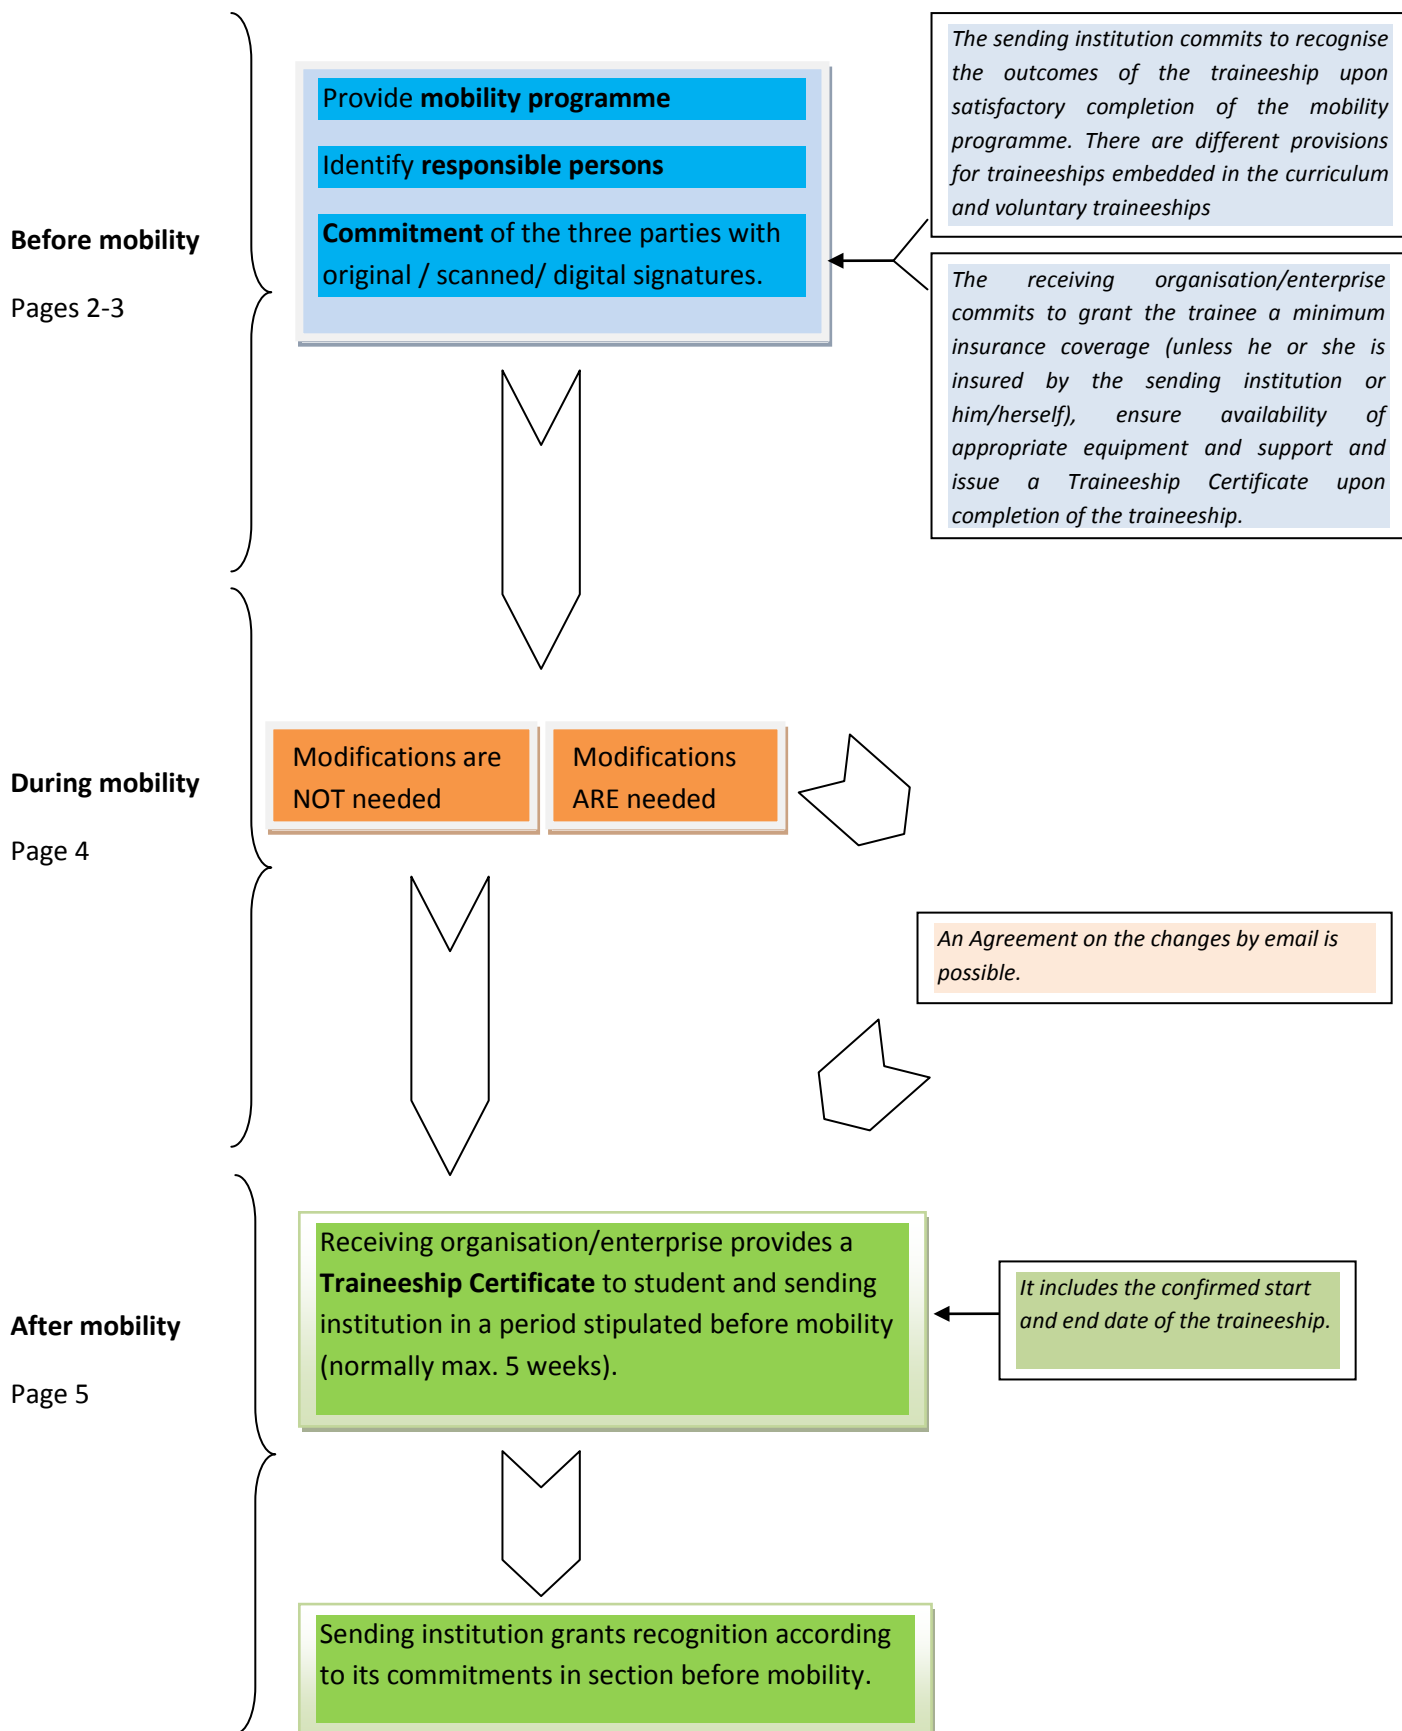 Before mobility
Pages 2-3
Provide mobility programme
Identify responsible persons
Commitment of the three parties with
original / scanned/ digital signatures.
The sending institution commits to recognise
the outcomes of the traineeship upon
satisfactory completion of the mobility
programme. There are different provisions
for traineeships embedded in the curriculum
and voluntary traineeships
The receiving organisation/enterprise
commits to grant the trainee a minimum
insurance coverage (unless he or she is
insured by the sending institution or
him/herself), ensure availability of
appropriate equipment and support and
issue a Traineeship Certificate upon
completion of the traineeship.
During mobility
Page 4
Modifications are
NOT needed
Modifications
ARE needed
An Agreement on the changes by email is
possible.
After mobility
Page 5
Receiving organisation/enterprise provides a
Traineeship Certificate to student and sending
institution in a period stipulated before mobility
(normally max. 5 weeks).
It includes the confirmed start
and end date of the traineeship.
Sending institution grants recognition according
to its commitments in section before mobility.